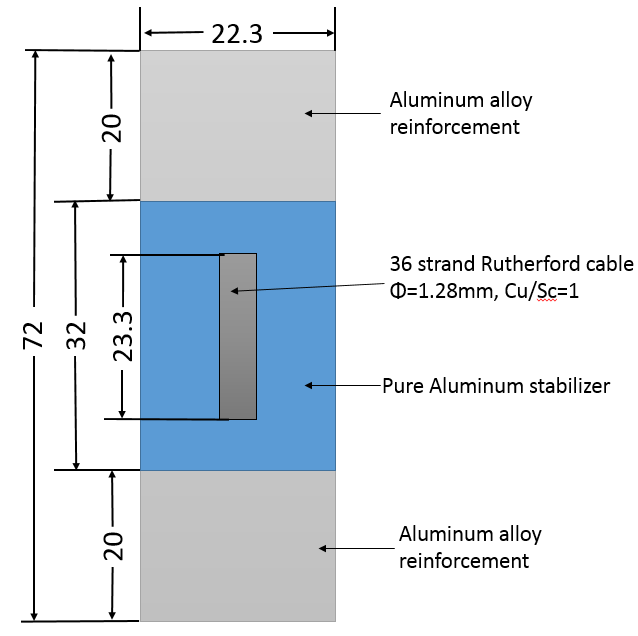 22.3
20
Aluminum alloy
reinforcement
36 strand Rutherford cable
Φ=1.28mm, Cu/Sc=1
72
32
23.3
Pure Aluminum stabilizer
20
Aluminum alloy
reinforcement